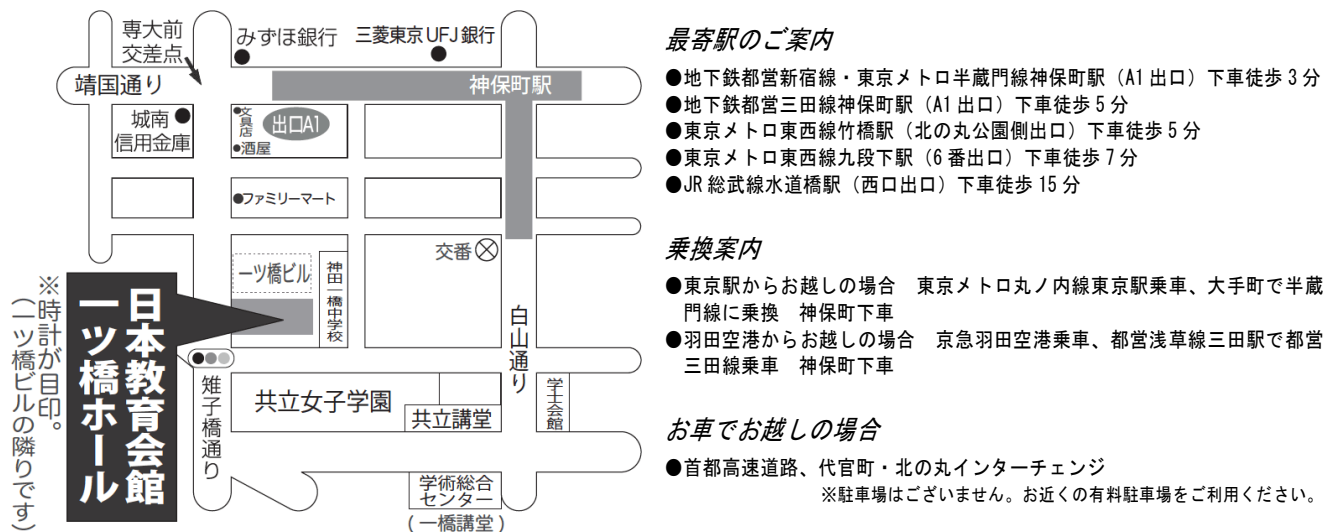 専大前
交差点
みずほ銀行
三菱東京UFJ銀行
靖国通り
神保町駅
城南
信用金庫
文具店
出口A1
酒屋
ファミリーマート
交番
一ツ橋ビル
神田一橋中学校
白山通り
日本教育会館
一ツ橋ホール
※時計が目印。
(一ツ橋ビルの隣りです)
雉子橋通り
共立女子学園
共立講堂
学士会館
学術総合
センター
(一橋講堂)
最寄駅のご案内
●地下鉄都営新宿線・東京メトロ半蔵門線神保町駅(A1出口)下車徒歩3分
●地下鉄都営三田線神保町駅(A1出口)下車徒歩5分
●東京メトロ東西線竹橋駅(北の丸公園側出口)下車徒歩5分
●東京メトロ東西線九段下駅(6番出口)下車徒歩7分
●JR総武線水道橋駅(西口出口)下車徒歩15分
乗換案内
●東京駅からお越しの場合 東京メトロ丸ノ内線東京駅乗車、大手町で半蔵
門線に乗換 神保町下車
●羽田空港からお越しの場合 京急羽田空港乗車、都営浅草線三田駅で都営
三田線乗車 神保町下車
お車でお越しの場合
●首都高速道路、代官町・北の丸インターチェンジ
※駐車場はございません。お近くの有料駐車場をご利用ください。